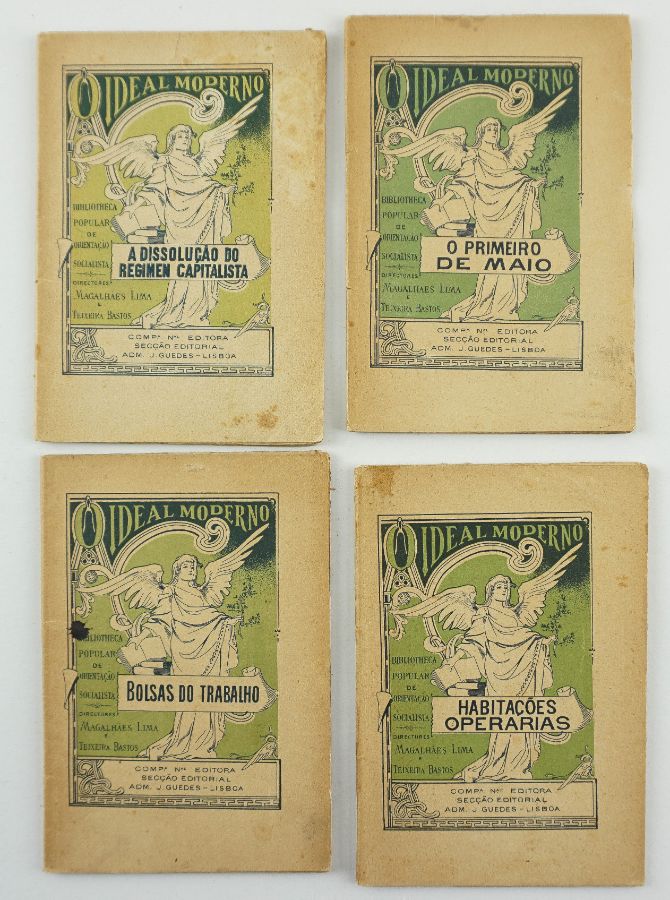 O IDEAL MODERNO
BIBLIOTHECA
POPULAR
DE
ORIENTAÇÃO
SOCIALISTA
DIRECTORES
MAGALHÃES LIMA
E
TEIXEIRA BASTOS
A DISSOLUÇÃO DO
REGIMEN CAPITALISTA
COMPA. NAL EDITORA
SECÇÃO EDITORIAL
ADM. J. GUEDES – LISBOA
O IDEAL MODERNO
BIBLIOTHECA
POPULAR
DE
ORIENTAÇÃO
SOCIALISTA
DIRECTORES
MAGALHÃES LIMA
E
TEIXEIRA BASTOS
O PRIMEIRO
DE MAIO
COMPA. NAL EDITORA
SECÇÃO EDITORIAL
ADM. J. GUEDES – LISBOA
O IDEAL MODERNO
BIBLIOTHECA
POPULAR
DE
ORIENTAÇÃO
SOCIALISTA
DIRECTORES
MAGALHÃES LIMA
E
TEIXEIRA BASTOS
BOLSAS DO TRABALHO
COMPA. NAL EDITORA
SECÇÃO EDITORIAL
ADM. J. GUEDES – LISBOA
O IDEAL MODERNO
BIBLIOTHECA
POPULAR
DE
ORIENTAÇÃO
SOCIALISTA
DIRECTORES
MAGALHÃES LIMA
E
TEIXEIRA BASTOS
HABITAÇÕES
OPERARIAS
COMPA. NAL EDITORA
SECÇÃO EDITORIAL
ADM. J. GUEDES – LISBOA